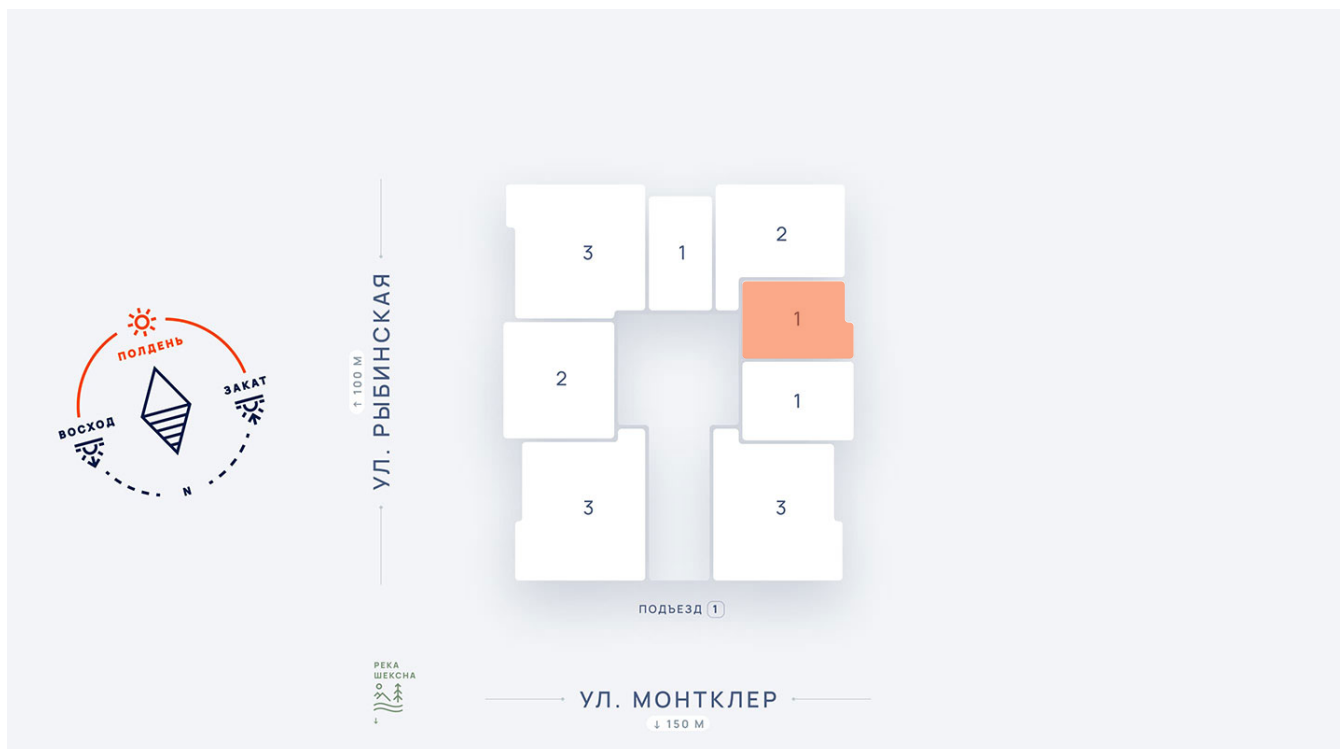 3
1
2
1
ПОЛДЕНЬ
ЗАКАТ
ВОСХОД
N
УЛ. РЫБИНСКАЯ
↑ 100 М
2
1
3
3
ПОДЪЕЗД 1
РЕКА
ШЕКСНА
↓
УЛ. МОНТКЛЕР
↓ 150 М